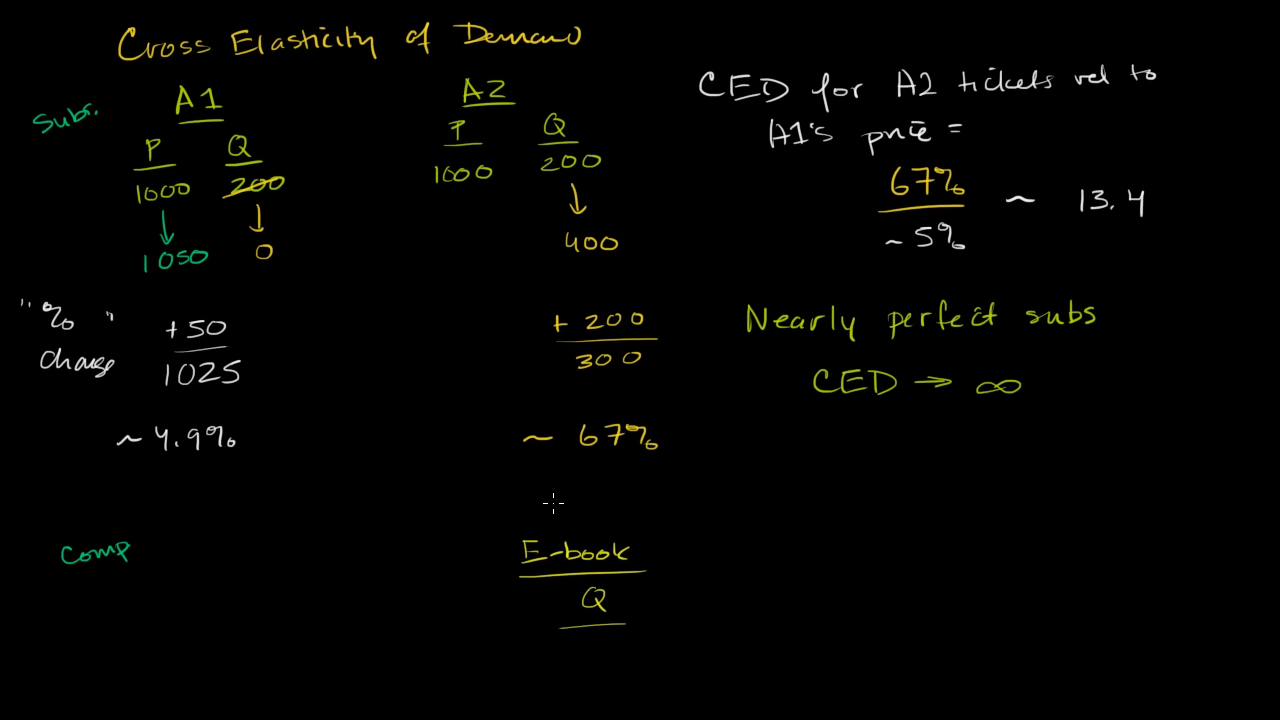 Cross Elasticity of Demand
Subs.
A1
P Q
1000 200
1050 0
A2
P Q
1000 200
400
"%" change
+50
1025
~ 4.9%
+ 200
300
~ 67%
CED for A2 tickets rel to
A1's price =
67%
~ 5%
~ 13.4
Nearly perfect subs
CED → ∞
Comp
E-book
Q